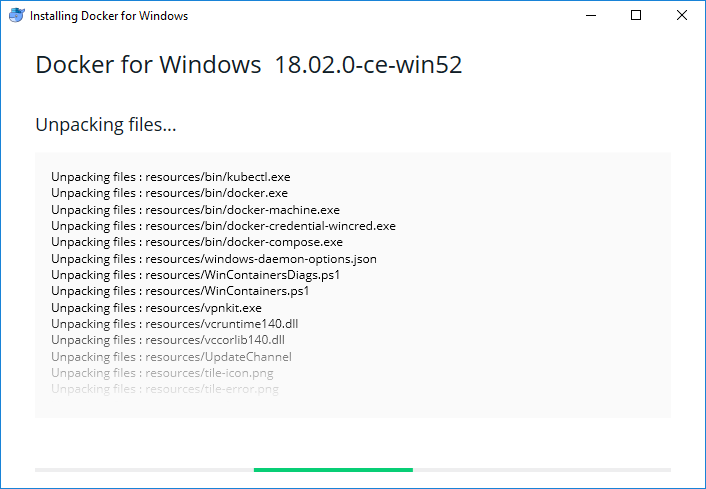 Installing Docker for Windows
Docker for Windows 18.02.0-ce-win52
Unpacking files...
Unpacking files : resources/bin/kubectl.exe
Unpacking files : resources/bin/docker.exe
Unpacking files : resources/bin/docker-machine.exe
Unpacking files : resources/bin/docker-credential-wincred.exe
Unpacking files : resources/bin/docker-compose.exe
Unpacking files : resources/windows-daemon-options.json
Unpacking files : resources/WinContainersDiags.ps1
Unpacking files : resources/WinContainers.ps1
Unpacking files : resources/vpnkit.exe
Unpacking files : resources/vcruntime140.dll
Unpacking files : resources/vccorlib140.dll
Unpacking files : resources/UpdateChannel
Unpacking files : resources/tile-icon.png
Unpacking files : resources/tile-error.png